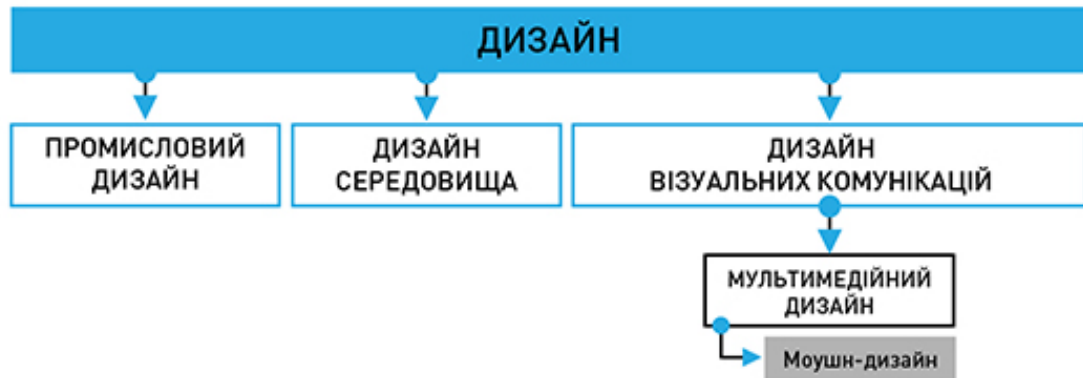 ДИЗАЙН
ПРОМИСЛОВИЙ
ДИЗАЙН
ДИЗАЙН
СЕРЕДОВИЩА
ДИЗАЙН
ВІЗУАЛЬНИХ КОМУНІКАЦІЙ
МУЛЬТИМЕДІЙНИЙ
ДИЗАЙН
Моушн-дизайн